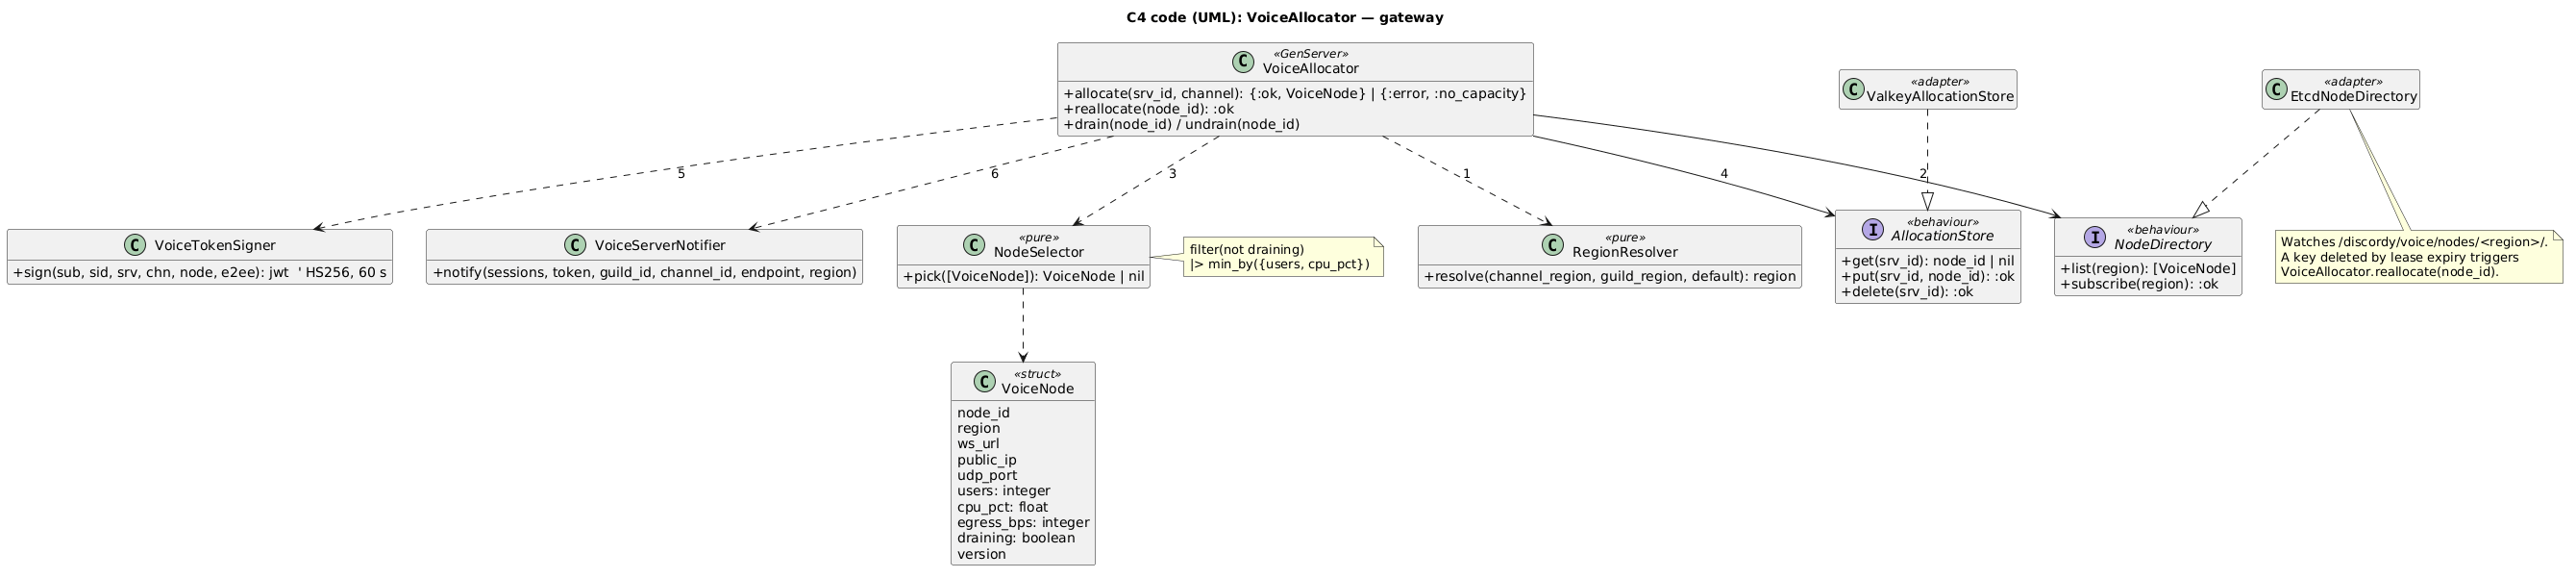 C4 code (UML): VoiceAllocator — gateway
«GenServer»
VoiceAllocator
+allocate(srv_id, channel): {:ok, VoiceNode} | {:error, :no_capacity}
+reallocate(node_id): :ok
+drain(node_id) / undrain(node_id)
«adapter»
ValkeyAllocationStore
«adapter»
EtcdNodeDirectory
5
6
3
1
4
2
VoiceTokenSigner
+sign(sub, sid, srv, chn, node, e2ee): jwt  ' HS256, 60 s
VoiceServerNotifier
+notify(sessions, token, guild_id, channel_id, endpoint, region)
«pure»
NodeSelector
+pick([VoiceNode]): VoiceNode | nil
filter(not draining)
|> min_by({users, cpu_pct})
«pure»
RegionResolver
+resolve(channel_region, guild_region, default): region
«behaviour»
AllocationStore
+get(srv_id): node_id | nil
+put(srv_id, node_id): :ok
+delete(srv_id): :ok
«behaviour»
NodeDirectory
+list(region): [VoiceNode]
+subscribe(region): :ok
Watches /discordy/voice/nodes/<region>/.
A key deleted by lease expiry triggers
VoiceAllocator.reallocate(node_id).
«struct»
VoiceNode
node_id
region
ws_url
public_ip
udp_port
users: integer
cpu_pct: float
egress_bps: integer
draining: boolean
version